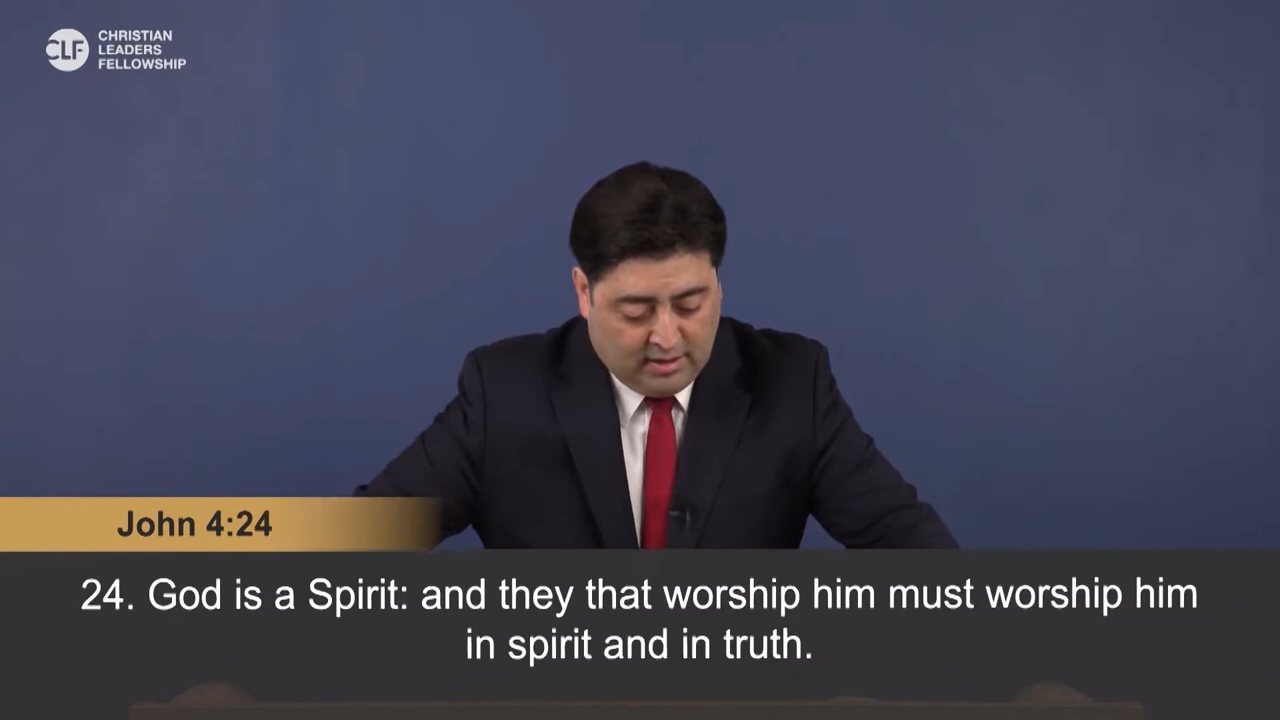 CLF
CHRISTIAN
LEADERS
FELLOWSHIP
John 4:24
24. God is a Spirit: and they that worship him must worship him
in spirit and in truth.